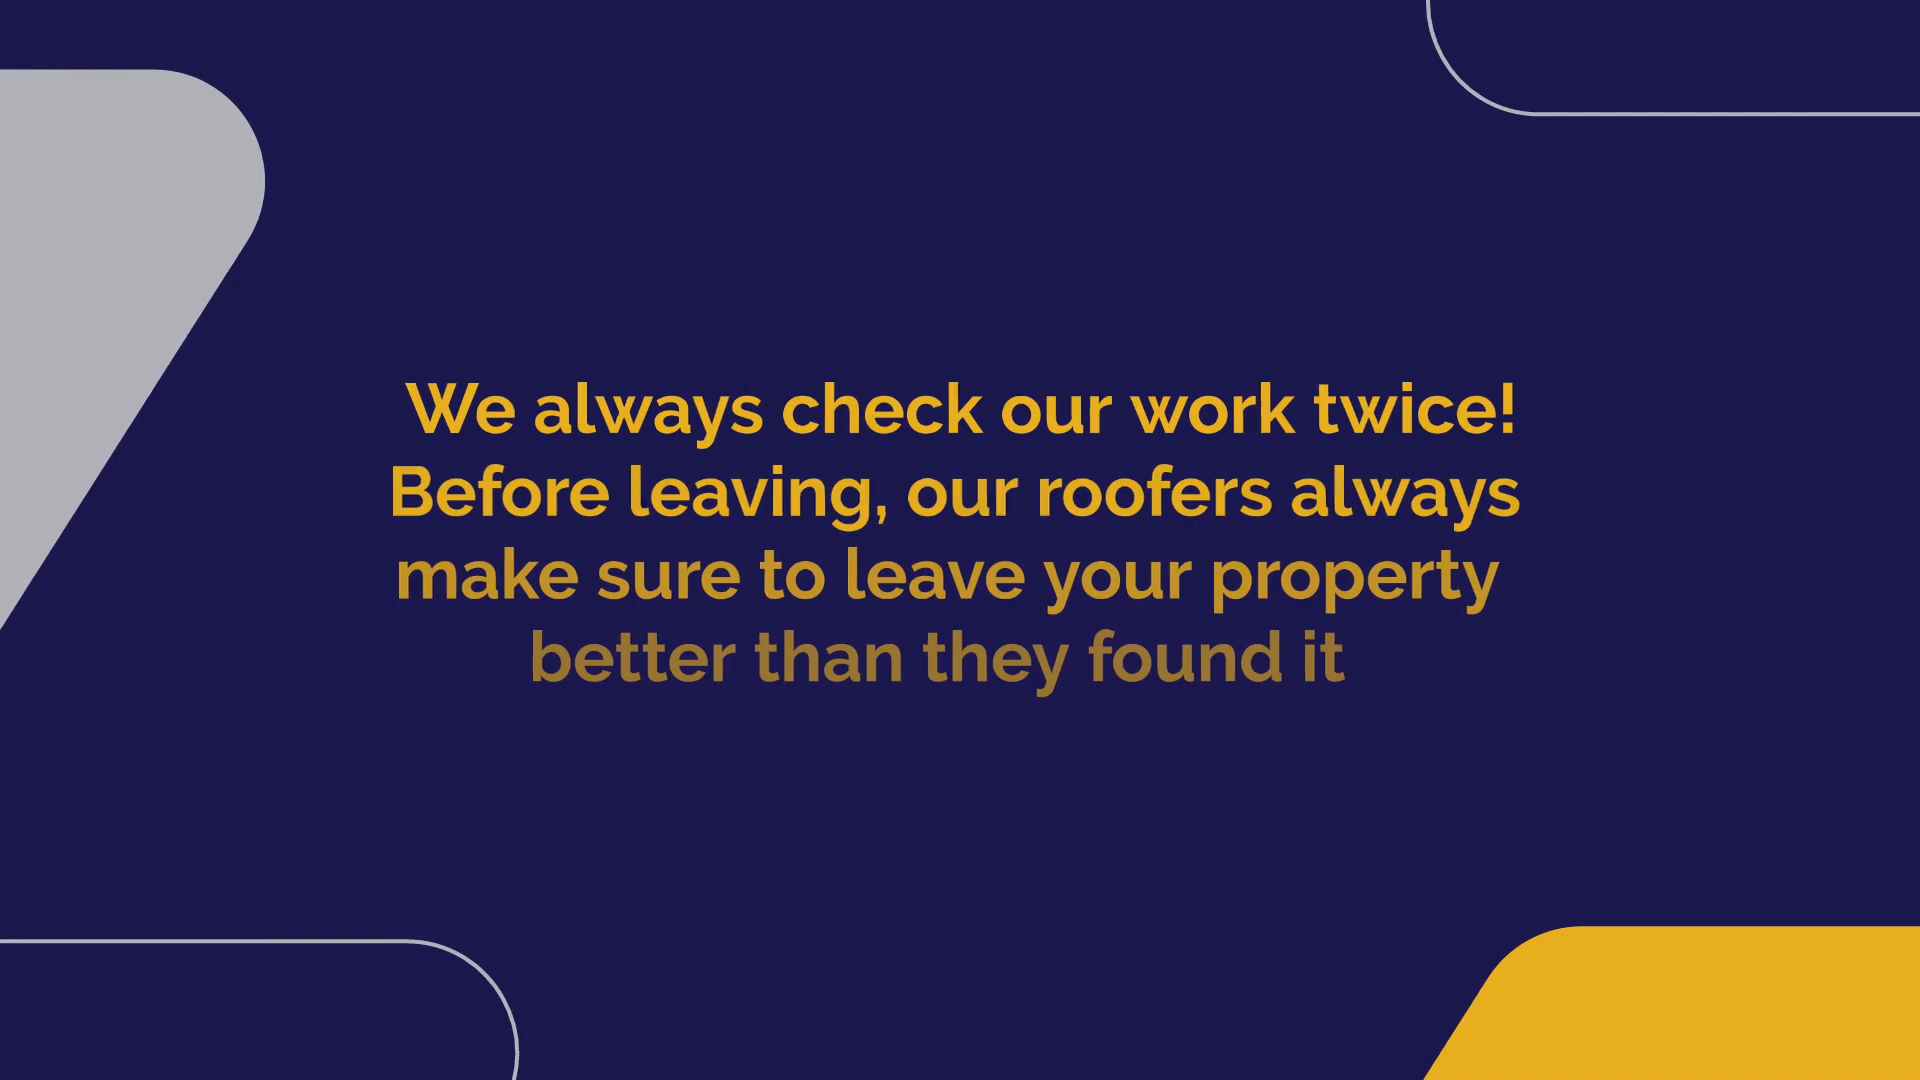 We always check our work twice!
Before leaving, our roofers always
make sure to leave your property
better than they found it